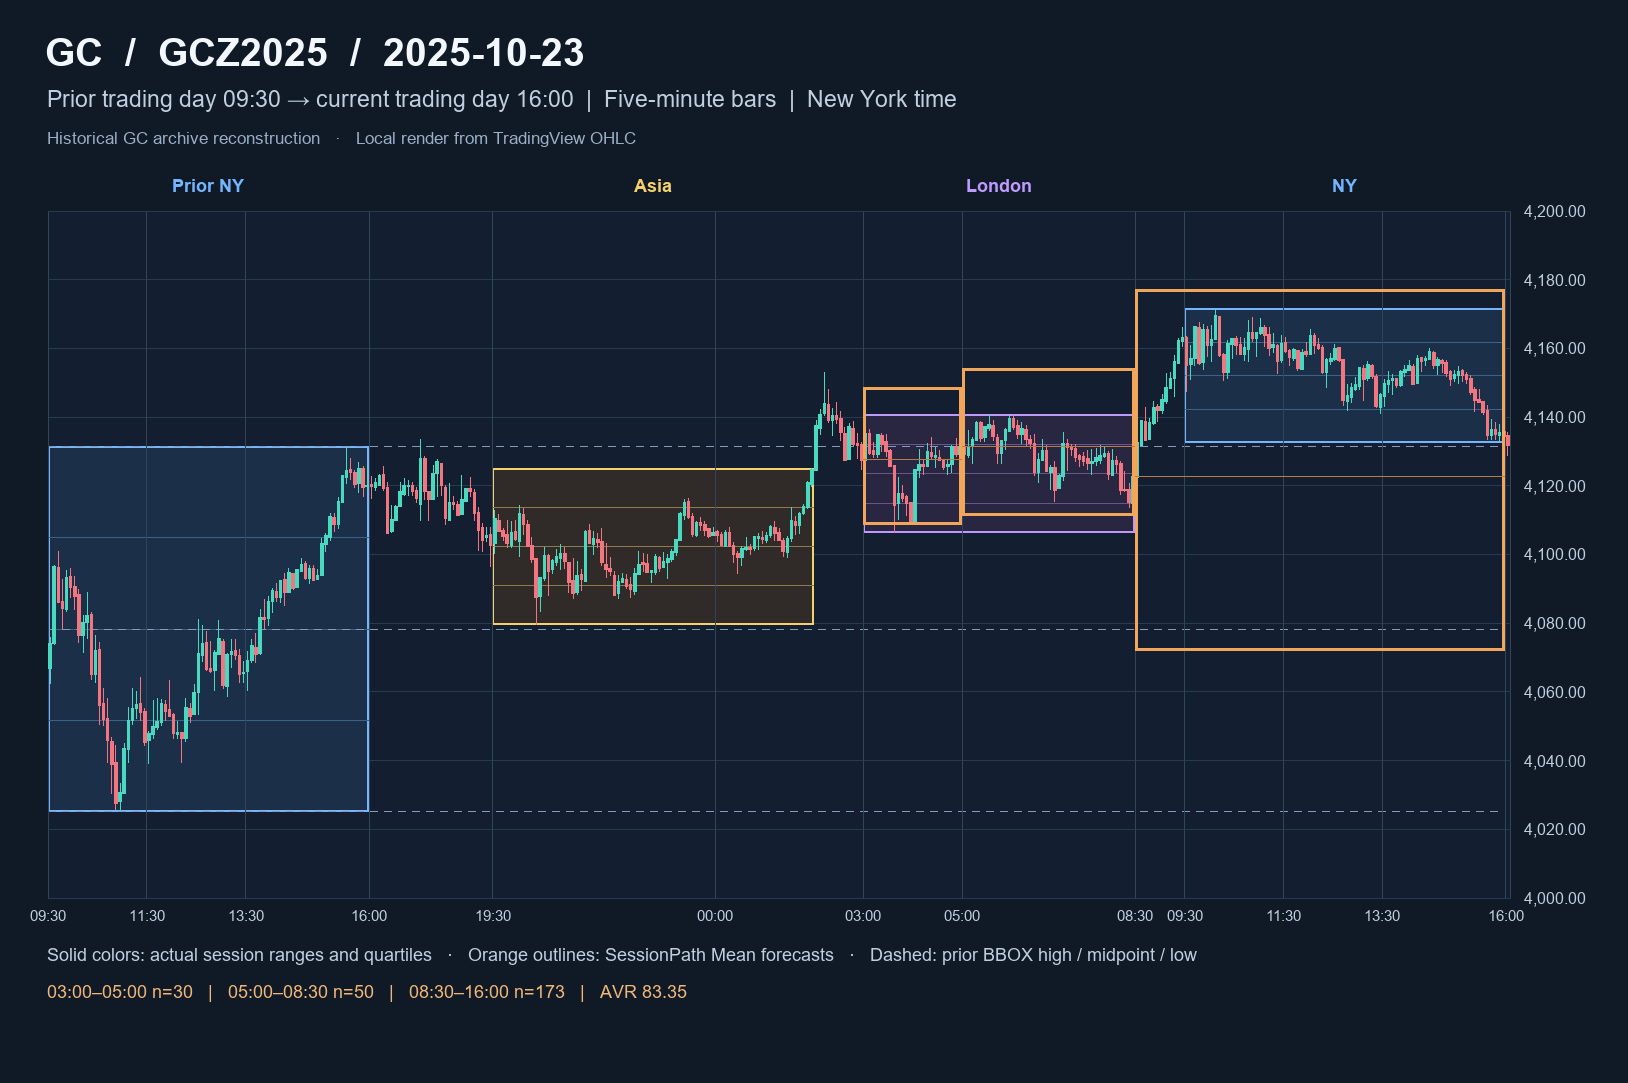 GC / GCZ2025 / 2025-10-23
Prior trading day 09:30 → current trading day 16:00 | Five-minute bars | New York time
Historical GC archive reconstruction · Local render from TradingView OHLC
Prior NY Asia London NY
4,200.00
4,180.00
4,160.00
4,140.00
4,120.00
4,100.00
4,080.00
4,060.00
4,040.00
4,020.00
4,000.00
09:30 11:30 13:30 16:00 19:30 00:00 03:00 05:00 08:30 09:30 11:30 13:30 16:00
Solid colors: actual session ranges and quartiles · Orange outlines: SessionPath Mean forecasts · Dashed: prior BBOX high / midpoint / low
03:00–05:00 n=30 | 05:00–08:30 n=50 | 08:30–16:00 n=173 | AVR 83.35